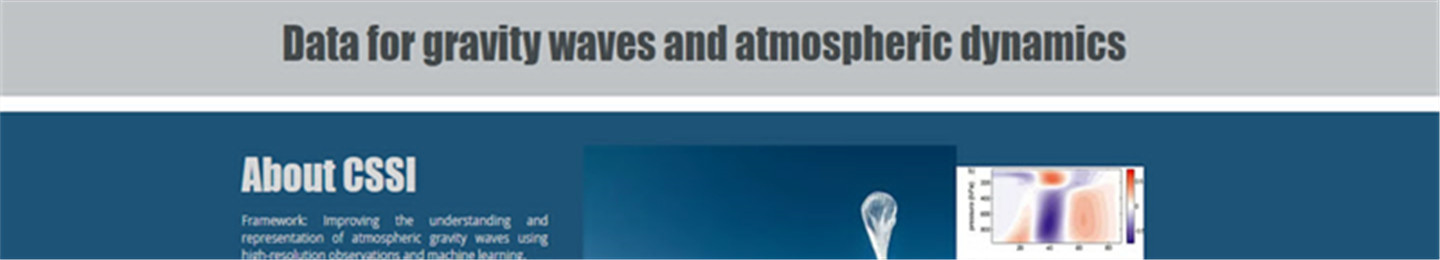 Data for gravity waves and atmospheric dynamics
About CSSI
Framework: Improving the understanding and
representation of atmospheric gravity waves using
high-resolution observations and machine learning.